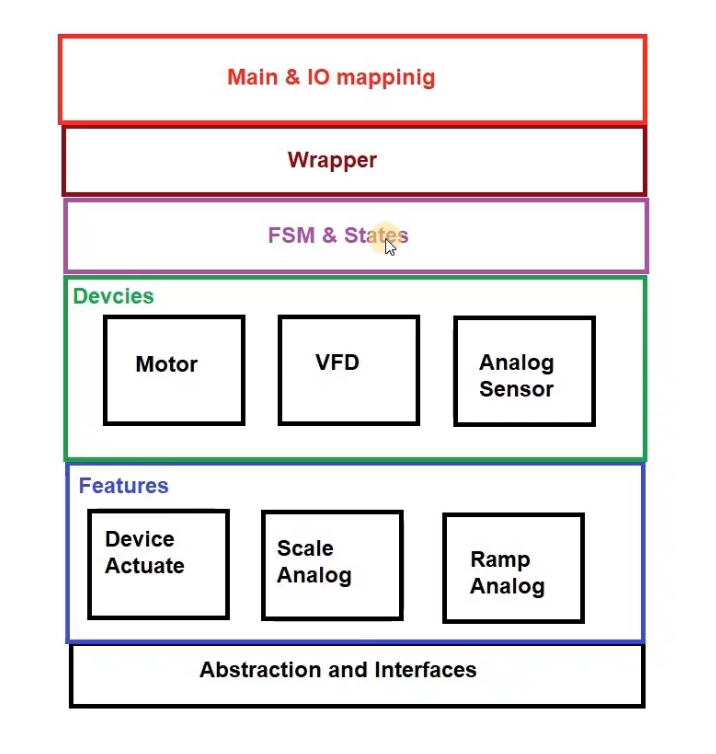 Main & IO mappinig
Wrapper
FSM & States
Devcies
Motor
VFD
Analog
Sensor
Features
Device
Actuate
Scale
Analog
Ramp
Analog
Abstraction and Interfaces